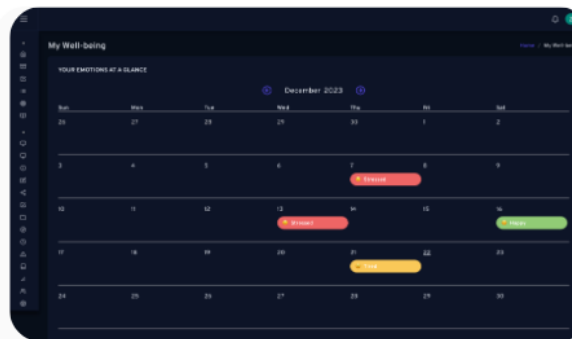 My Well-being
Home / My Well-be
YOUR EMOTIONS AT A GLANCE
December 2023
Sun Mon Tue Wed Thu Fri Sat
26 27 28 29 30 1 2
3 4 5 6 7 8 9
Stressed
10 11 12 13 14 15 16
Stressed Happy
17 18 19 20 21 22 23
Tired
24 25 26 27 28 29 30